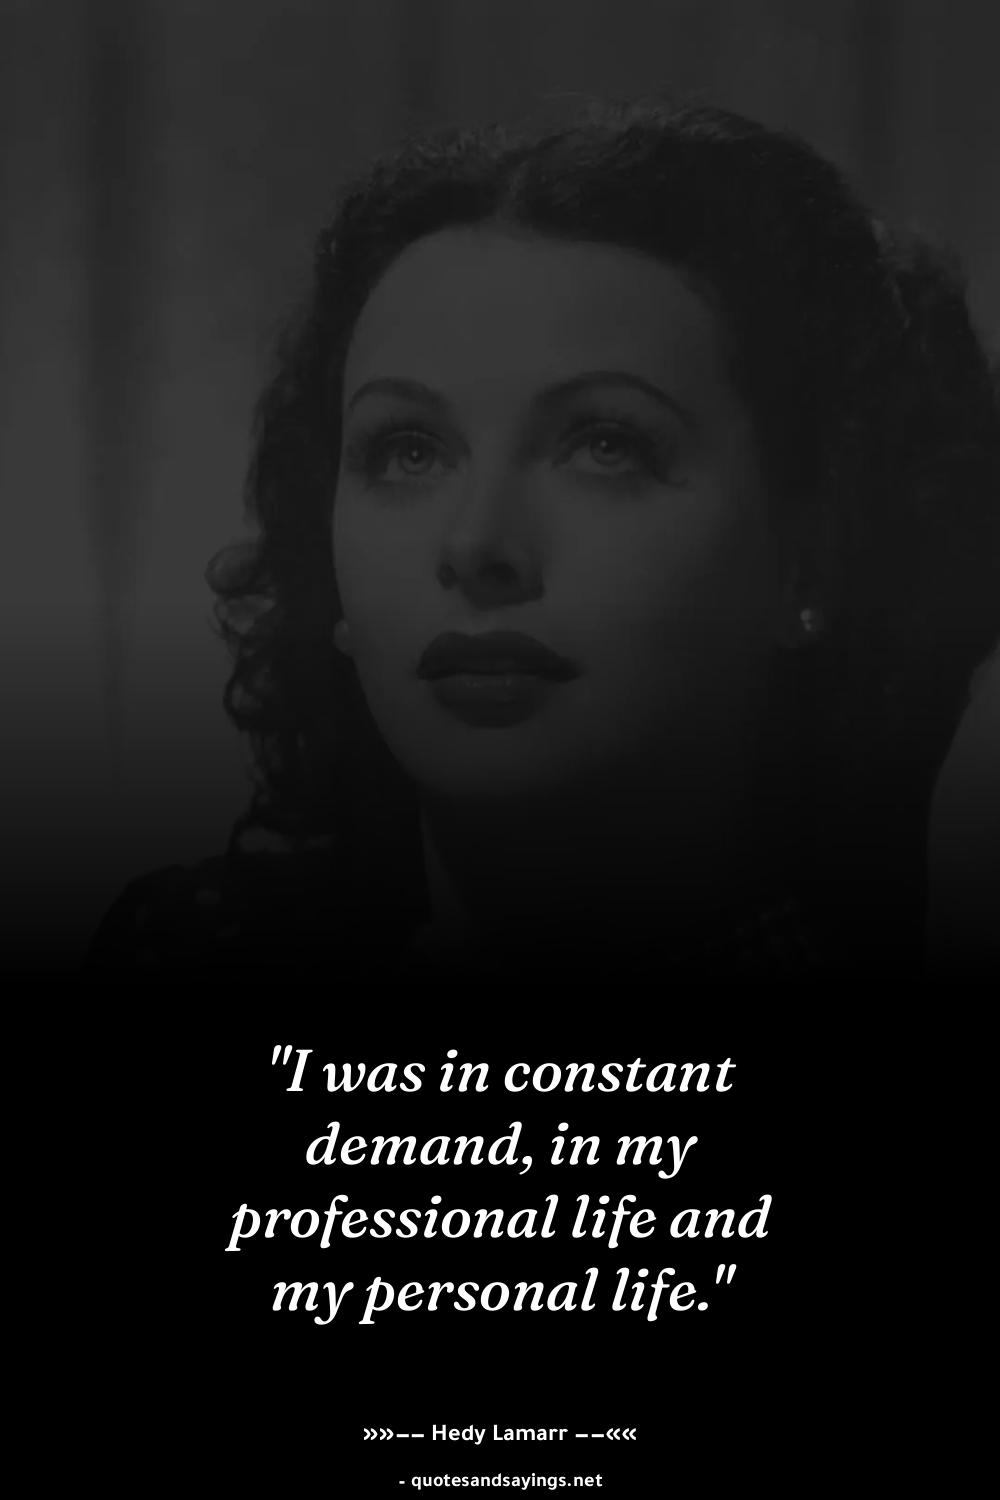 "I was in constant
demand, in my
professional life and
my personal life."
»»−− Hedy Lamarr −−««
- quotesandsayings.net